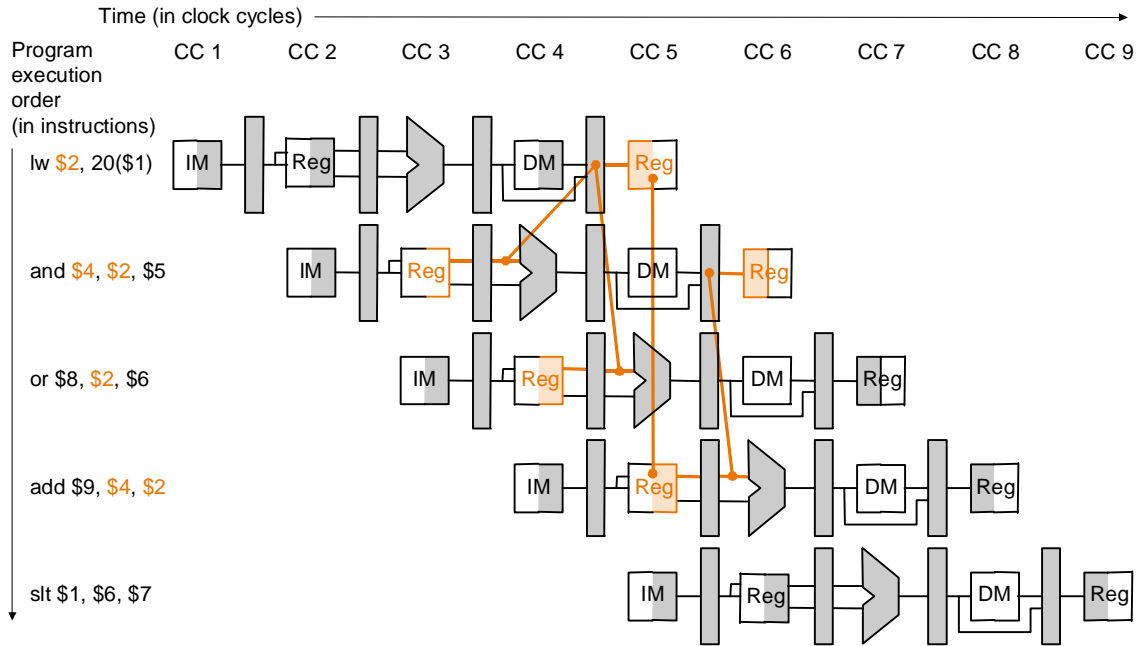 Time (in clock cycles)
Program
execution
order
(in instructions)
CC 1 CC 2 CC 3 CC 4 CC 5 CC 6 CC 7 CC 8 CC 9
lw $2, 20($1) IM Reg DM Reg
and $4, $2, $5 IM Reg DM Reg
or $8, $2, $6 IM Reg DM Reg
add $9, $4, $2 IM Reg DM Reg
slt $1, $6, $7 IM Reg DM Reg